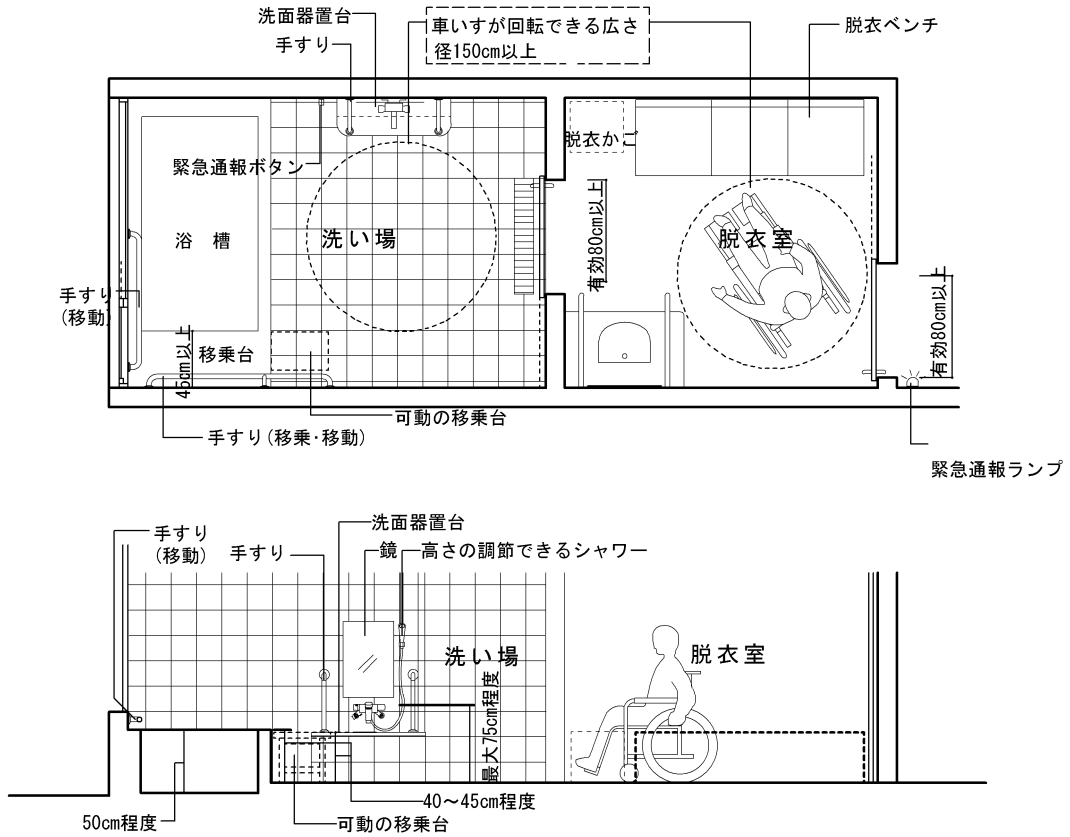 洗面器置台
手すり
車いすが回転できる広さ
径150cm以上
脱衣ベンチ
脱衣かご
緊急通報ボタン
浴 槽
洗い場
有効80cm以上
脱衣室
手すり
(移動)
45cm以上
移乗台
有効80cm以上
可動の移乗台
手すり(移乗・移動)
緊急通報ランプ
手すり
(移動)
手すり
洗面器置台
鏡
高さの調節できるシャワー
洗い場
脱衣室
最大75cm程度
40～45cm程度
50cm程度
可動の移乗台